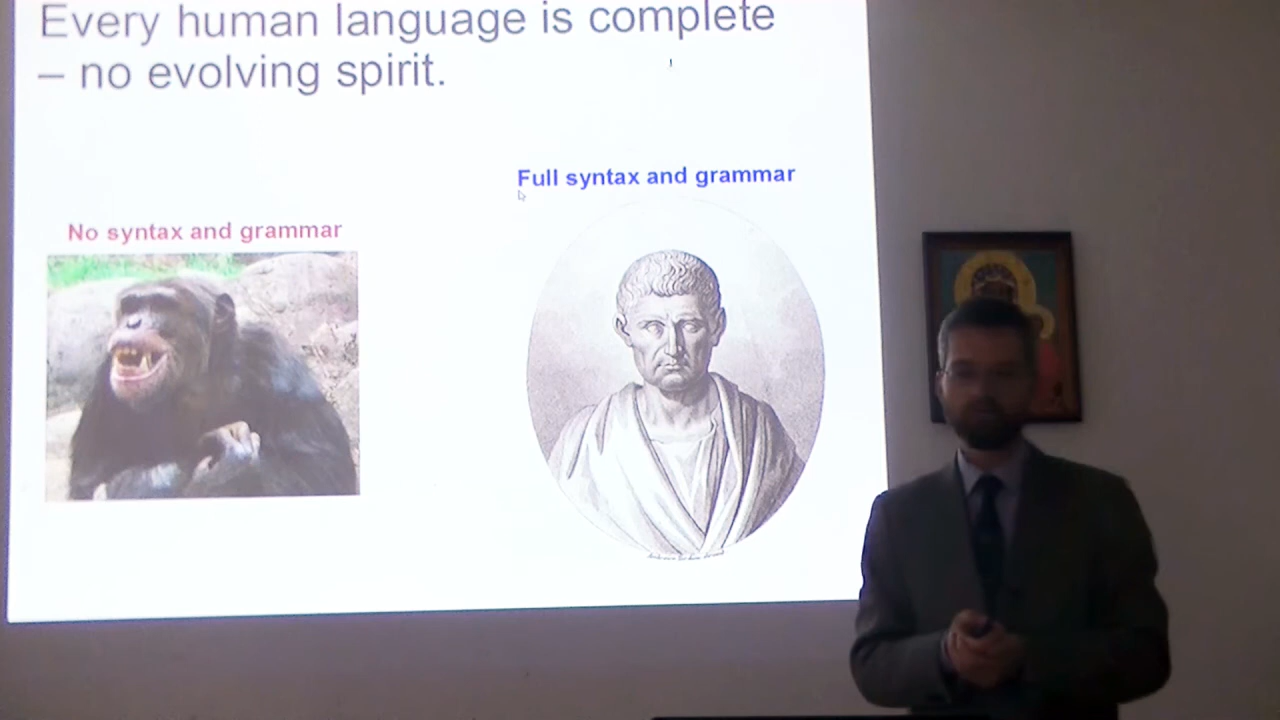 Every human language is complete
– no evolving spirit.
Full syntax and grammar
No syntax and grammar